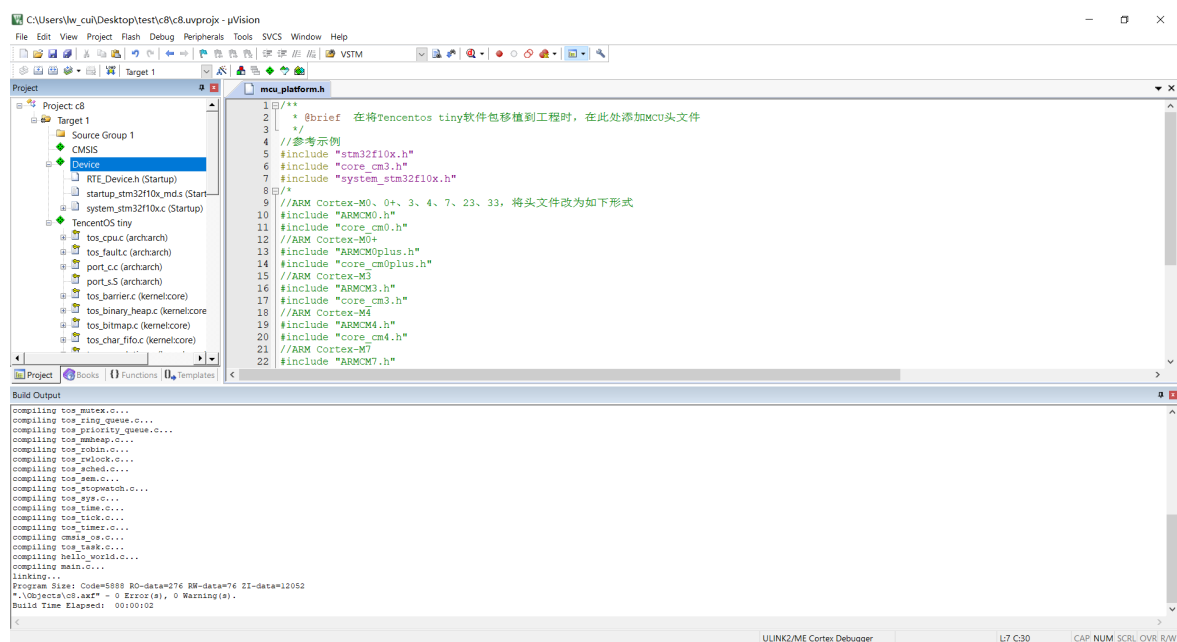 C:\Users\lw_cui\Desktop\test\c8\c8.uvprojx - µVision
File Edit View Project Flash Debug Peripherals Tools SVCS Window Help
VSTM
LOAD Target 1
Project
mcu_platform.h
Project: c8
Target 1
Source Group 1
CMSIS
Device
RTE_Device.h (Startup)
startup_stm32f10x_md.s (Start
system_stm32f10x.c (Startup)
TencentOS tiny
tos_cpu.c (arch:arch)
tos_fault.c (arch:arch)
port_c.c (arch:arch)
port_s.S (arch:arch)
tos_barrier.c (kernel:core)
tos_binary_heap.c (kernel:core
tos_bitmap.c (kernel:core)
tos_char_fifo.c (kernel:core)
Project Books Functions Templates
1 /**
2 * @brief 在将Tencentos tiny软件包移植到工程时，在此处添加MCU头文件
3 */
4 //参考示例
5 #include "stm32f10x.h"
6 #include "core_cm3.h"
7 #include "system_stm32f10x.h"
8 /*
9 //ARM Cortex-M0、0+、3、4、7、23、33，将头文件改为如下形式
10 #include "ARMCM0.h"
11 #include "core_cm0.h"
12 //ARM Cortex-M0+
13 #include "ARMCM0plus.h"
14 #include "core_cm0plus.h"
15 //ARM Cortex-M3
16 #include "ARMCM3.h"
17 #include "core_cm3.h"
18 //ARM Cortex-M4
19 #include "ARMCM4.h"
20 #include "core_cm4.h"
21 //ARM Cortex-M7
22 #include "ARMCM7.h"
Build Output
compiling tos_mutex.c...
compiling tos_ring_queue.c...
compiling tos_priority_queue.c...
compiling tos_mmheap.c...
compiling tos_robin.c...
compiling tos_rwlock.c...
compiling tos_sched.c...
compiling tos_sem.c...
compiling tos_stopwatch.c...
compiling tos_sys.c...
compiling tos_time.c...
compiling tos_tick.c...
compiling tos_timer.c...
compiling cmsis_os.c...
compiling tos_task.c...
compiling hello_world.c...
compiling main.c...
linking...
Program Size: Code=5888 RO-data=276 RW-data=76 ZI-data=12052
".\Objects\c8.axf" - 0 Error(s), 0 Warning(s).
Build Time Elapsed: 00:00:02
ULINK2/ME Cortex Debugger L:7 C:30 CAP NUM SCRL OVR R/W